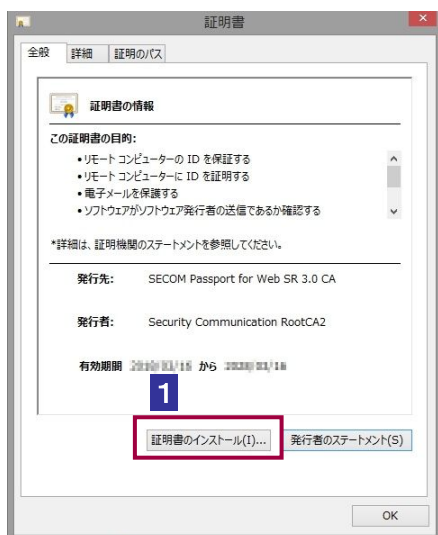 証明書
全般 詳細 証明のパス
証明書の情報
この証明書の目的:
•リモート コンピューターの ID を保証する
•リモート コンピューターに ID を証明する
•電子メールを保護する
•ソフトウェアがソフトウェア発行者の送信であるか確認する
*詳細は、証明機関のステートメントを参照してください。
発行先: SECOM Passport for Web SR 3.0 CA
発行者: Security Communication RootCA2
有効期間 から
1
証明書のインストール(I)... 発行者のステートメント(S)
OK